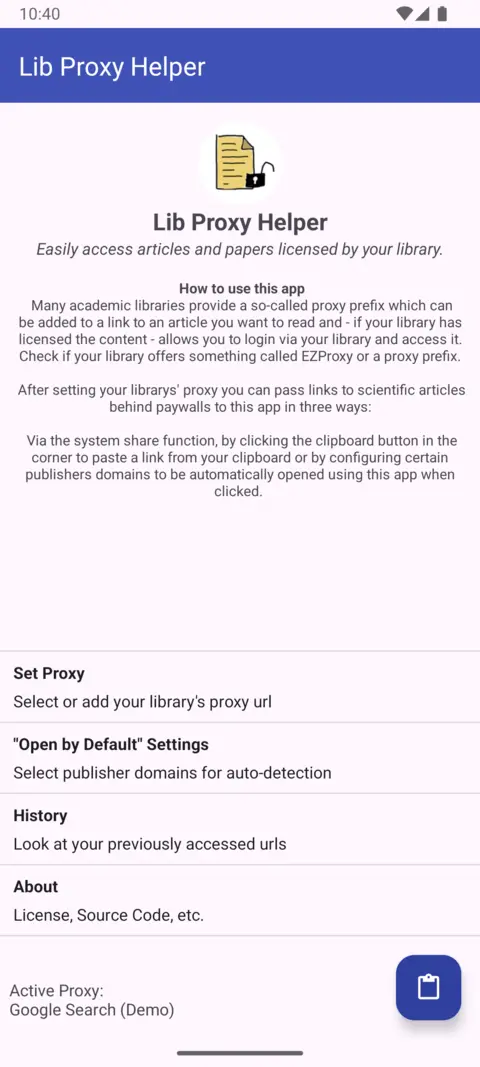 10:40
Lib Proxy Helper
Lib Proxy Helper
Easily access articles and papers licensed by your library.
How to use this app
Many academic libraries provide a so-called proxy prefix which can
be added to a link to an article you want to read and - if your library has
licensed the content - allows you to login via your library and access it.
Check if your library offers something called EZProxy or a proxy prefix.
After setting your librarys' proxy you can pass links to scientific articles
behind paywalls to this app in three ways:
Via the system share function, by clicking the clipboard button in the
corner to paste a link from your clipboard or by configuring certain
publishers domains to be automatically opened using this app when
clicked.
Set Proxy
Select or add your library's proxy url
"Open by Default" Settings
Select publisher domains for auto-detection
History
Look at your previously accessed urls
About
License, Source Code, etc.
Active Proxy:
Google Search (Demo)